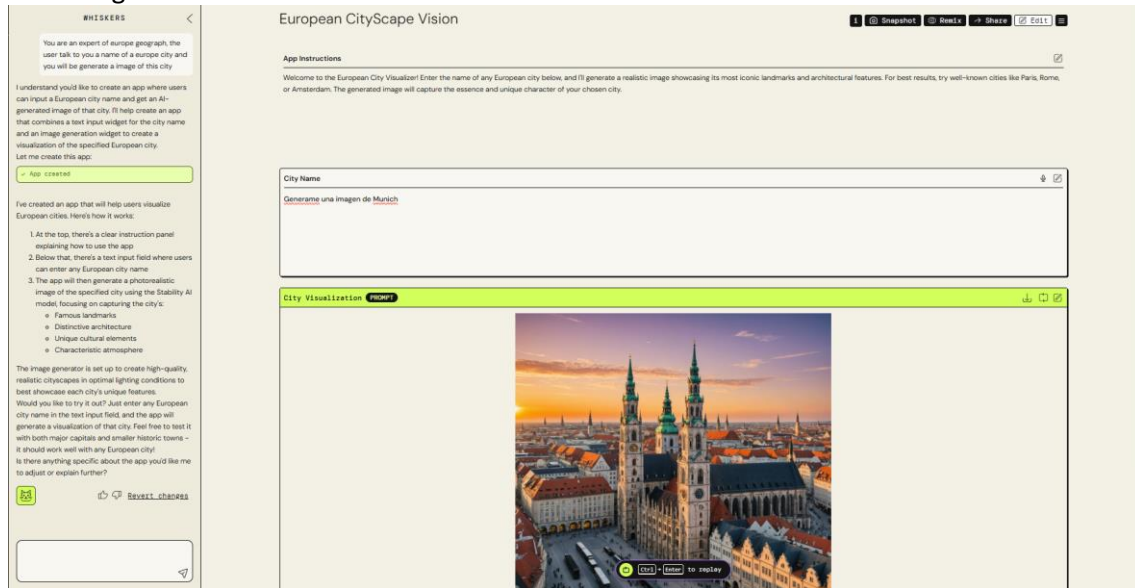 WHISKERS
You are an expert of europe geograph, the
user talk to you a name of a europe city and
you will be generate a image of this city
I understand you'd like to create an app where users
can input a European city name and get an AI-
generated image of that city. I'll help create an app
that combines a text input widget for the city name
and an image generation widget to create a
visualization of the specified European city.
Let me create this app:
✓ App created
I've created an app that will help users visualize
European cities. Here's how it works:
1. At the top, there's a clear instruction panel
explaining how to use the app
2. Below that, there's a text input field where users
can enter any European city name
3. The app will then generate a photorealistic
image of the specified city using the Stability AI
model, focusing on capturing the city's:
Famous landmarks
Distinctive architecture
Unique cultural elements
Characteristic atmosphere
The image generator is set up to create high-quality,
realistic cityscapes in optimal lighting conditions to
best showcase each city's unique features.
Would you like to try it out? Just enter any European
city name in the text input field, and the app will
generate a visualization of that city. Feel free to test it
with both major capitals and smaller historic towns –
it should work well with any European city!
Is there anything specific about the app you'd like me
to adjust or explain further?
Revert changes
European CityScape Vision
Snapshot Remix Share Edit
App Instructions
Welcome to the European City Visualizer! Enter the name of any European city below, and I'll generate a realistic image showcasing its most iconic landmarks and architectural features. For best results, try well-known cities like Paris, Rome,
or Amsterdam. The generated image will capture the essence and unique character of your chosen city.
City Name
Generame una imagen de Munich
City Visualization PROMPT
Ctrl + Enter to replay